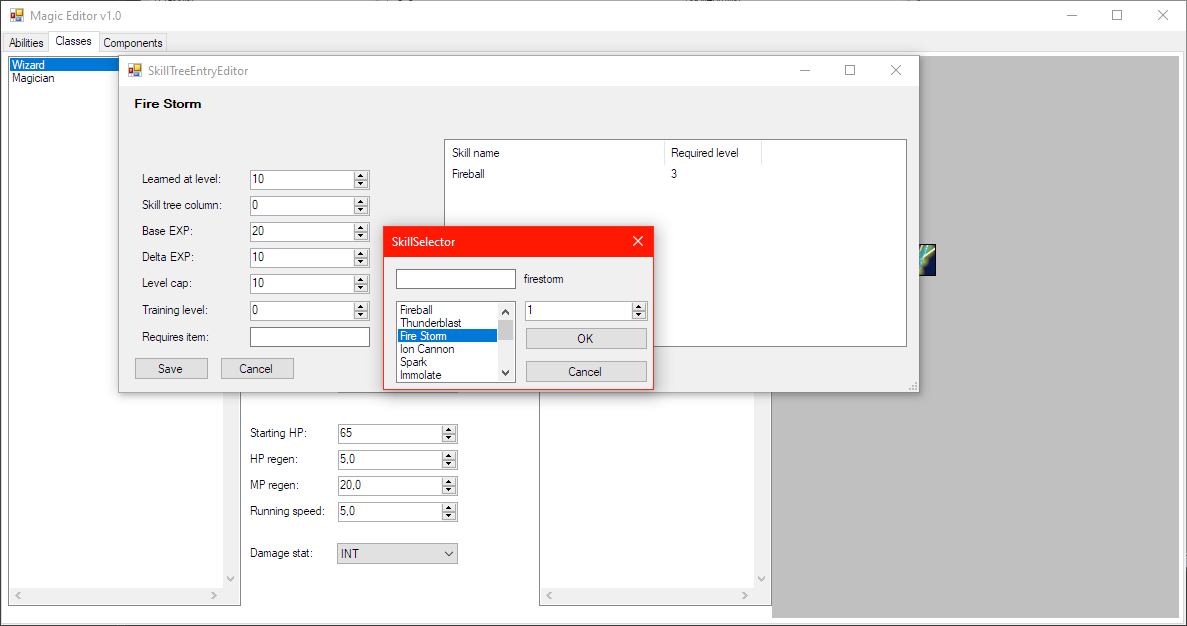 Magic Editor v1.0
Abilities Classes Components
Wizard
Magician
SkillTreeEntryEditor
Fire Storm
Learned at level: 10
Skill tree column: 0
Base EXP: 20
Delta EXP: 10
Level cap: 10
Training level: 0
Requires item:
Save Cancel
Skill name Required level
Fireball 3
SkillSelector
firestorm
Fireball
Thunderblast
Fire Storm
Ion Cannon
Spark
Immolate
1
OK
Cancel
Starting HP: 65
HP regen: 5,0
MP regen: 20,0
Running speed: 5,0
Damage stat: INT